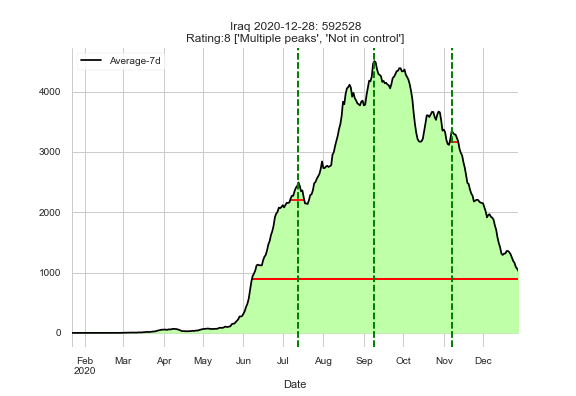 Iraq 2020-12-28: 592528
Rating:8 ['Multiple peaks', 'Not in control']
Average-7d
4000
3000
2000
1000
0
Feb Mar Apr May Jun Jul Aug Sep Oct Nov Dec
2020
Date